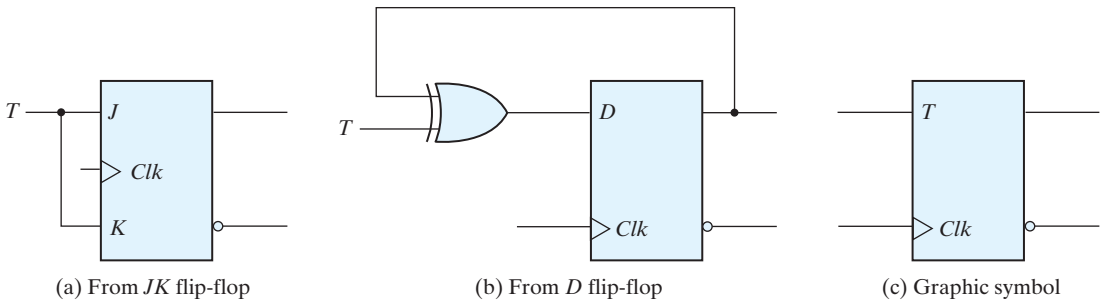 T
J
Clk
K
(a) From JK flip-flop
T
D
Clk
(b) From D flip-flop
T
Clk
(c) Graphic symbol